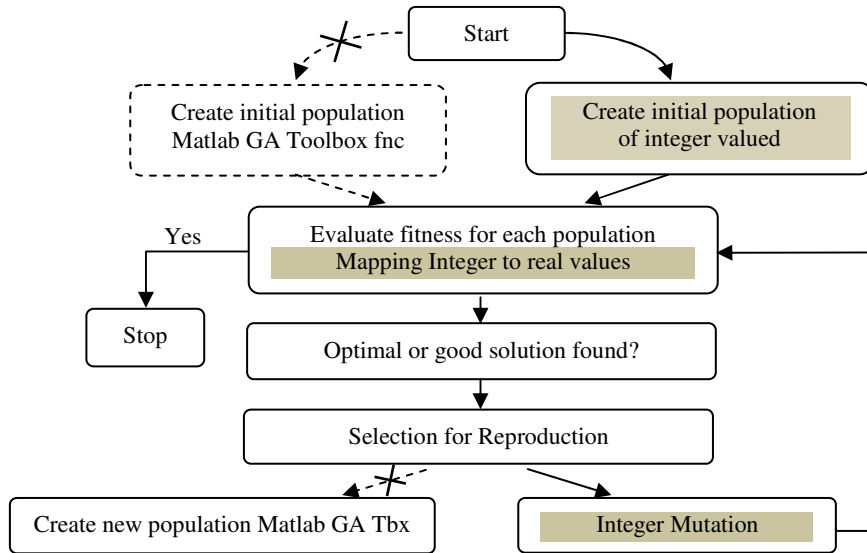 Start
Create initial population
Matlab GA Toolbox fnc
Create initial population
of integer valued
Yes
Evaluate fitness for each population
Mapping Integer to real values
Stop
Optimal or good solution found?
Selection for Reproduction
Create new population Matlab GA Tbx
Integer Mutation